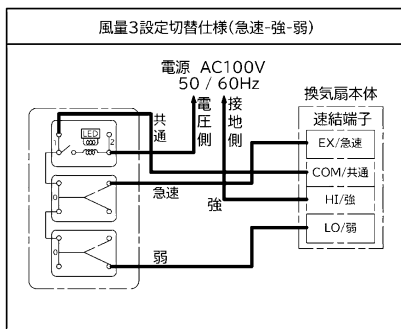 風量3設定切替仕様(急速-強-弱)
電源 AC100V
50 / 60Hz
電圧側
接地側
共通
LED
1
2
0
0
急速
強
弱
換気扇本体
速結端子
EX/急速
COM/共通
HI/強
LO/弱